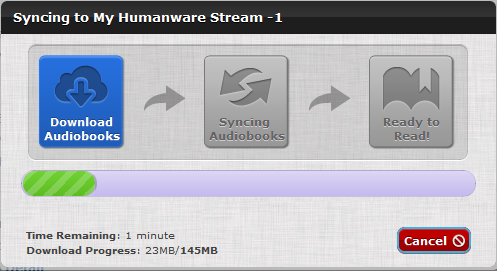 Syncing to My Humanware Stream -1
Download
Audiobooks
Syncing
Audiobooks
Ready to
Read!
Time Remaining: 1 minute
Download Progress: 23MB/145MB
Cancel